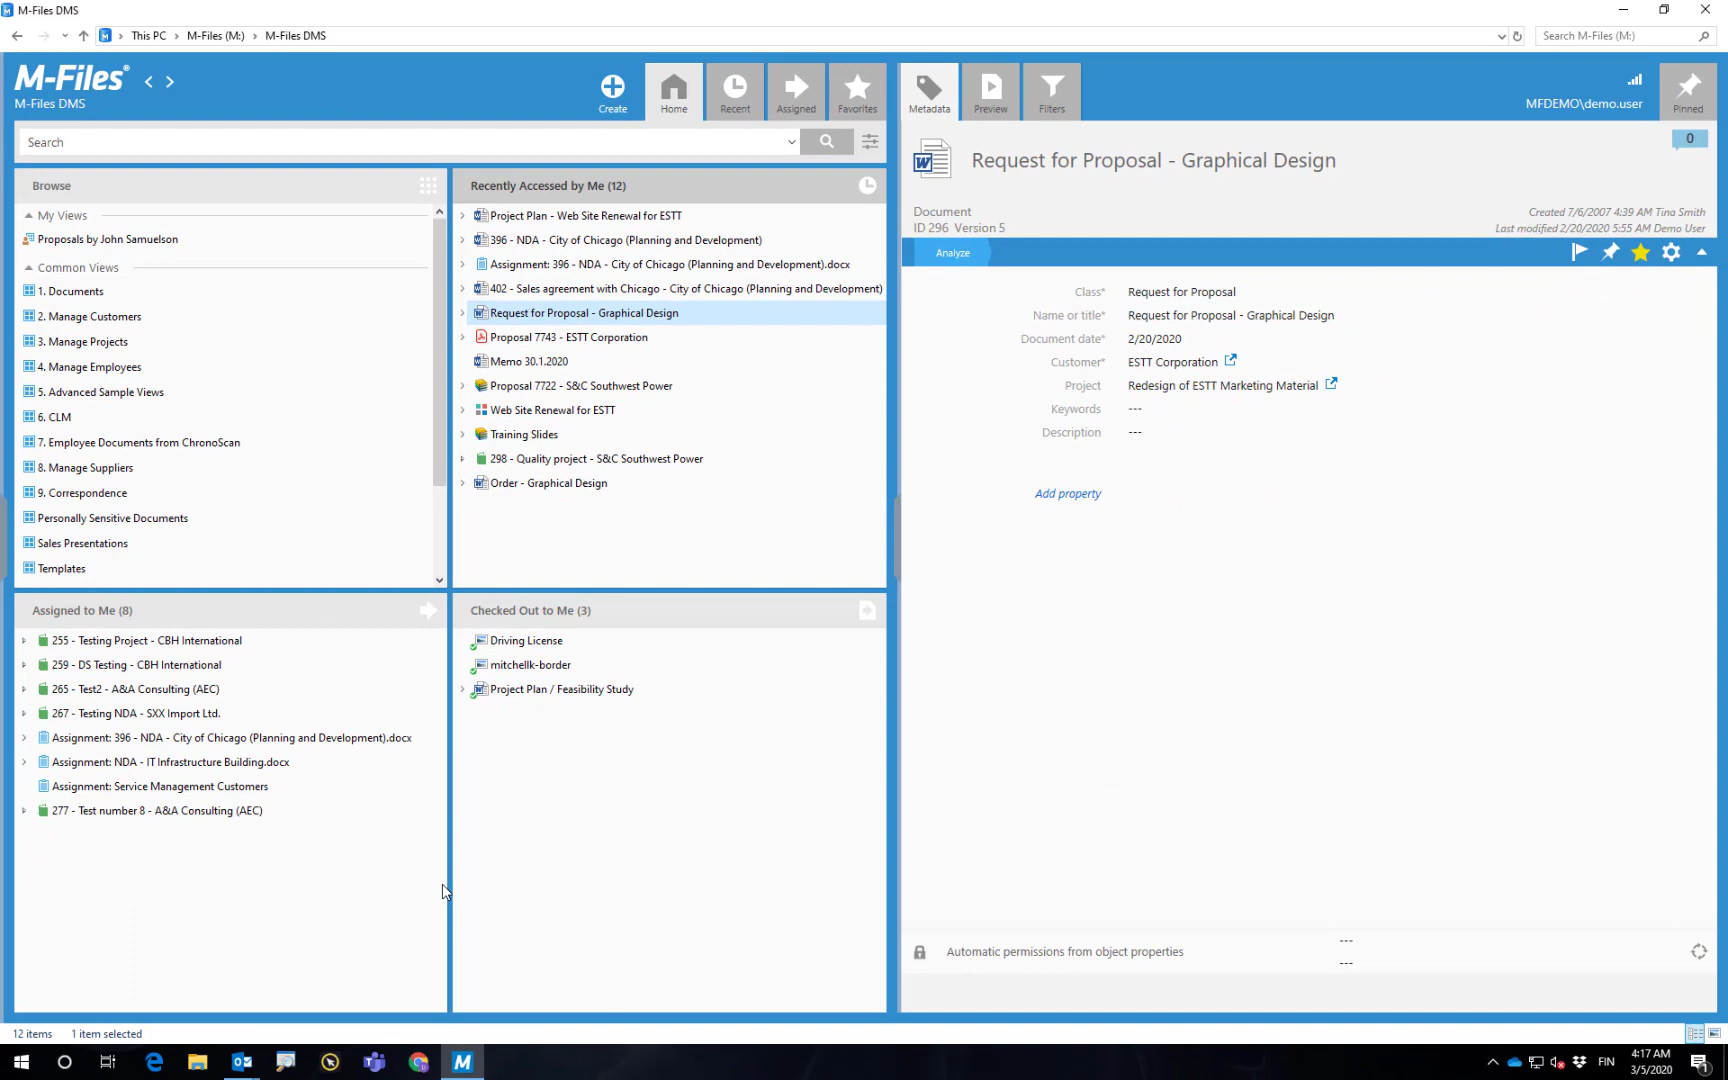 M-Files DMS
This PC > M-Files (M:) > M-Files DMS
Search M-Files (M:)
M-Files®
M-Files DMS
Create
Home
Recent
Assigned
Favorites
Metadata
Preview
Filters
MFDEMO\demo.user
Pinned
Search
Browse
My Views
Proposals by John Samuelson
Common Views
1. Documents
2. Manage Customers
3. Manage Projects
4. Manage Employees
5. Advanced Sample Views
6. CLM
7. Employee Documents from ChronoScan
8. Manage Suppliers
9. Correspondence
Personally Sensitive Documents
Sales Presentations
Templates
Recently Accessed by Me (12)
Project Plan - Web Site Renewal for ESTT
396 - NDA - City of Chicago (Planning and Development)
Assignment: 396 - NDA - City of Chicago (Planning and Development).docx
402 - Sales agreement with Chicago - City of Chicago (Planning and Development)
Request for Proposal - Graphical Design
Proposal 7743 - ESTT Corporation
Memo 30.1.2020
Proposal 7722 - S&C Southwest Power
Web Site Renewal for ESTT
Training Slides
298 - Quality project - S&C Southwest Power
Order - Graphical Design
Assigned to Me (8)
255 - Testing Project - CBH International
259 - DS Testing - CBH International
265 - Test2 - A&A Consulting (AEC)
267 - Testing NDA - SXX Import Ltd.
Assignment: 396 - NDA - City of Chicago (Planning and Development).docx
Assignment: NDA - IT Infrastructure Building.docx
Assignment: Service Management Customers
277 - Test number 8 - A&A Consulting (AEC)
Checked Out to Me (3)
Driving License
mitchellk-border
Project Plan / Feasibility Study
0
Request for Proposal - Graphical Design
Document
ID 296 Version 5
Created 7/6/2007 4:39 AM Tina Smith
Last modified 2/20/2020 5:55 AM Demo User
Analyze
Class* Request for Proposal
Name or title* Request for Proposal - Graphical Design
Document date* 2/20/2020
Customer* ESTT Corporation
Project Redesign of ESTT Marketing Material
Keywords ---
Description ---
Add property
Automatic permissions from object properties
---
---
12 items 1 item selected
FIN
4:17 AM
3/5/2020
1